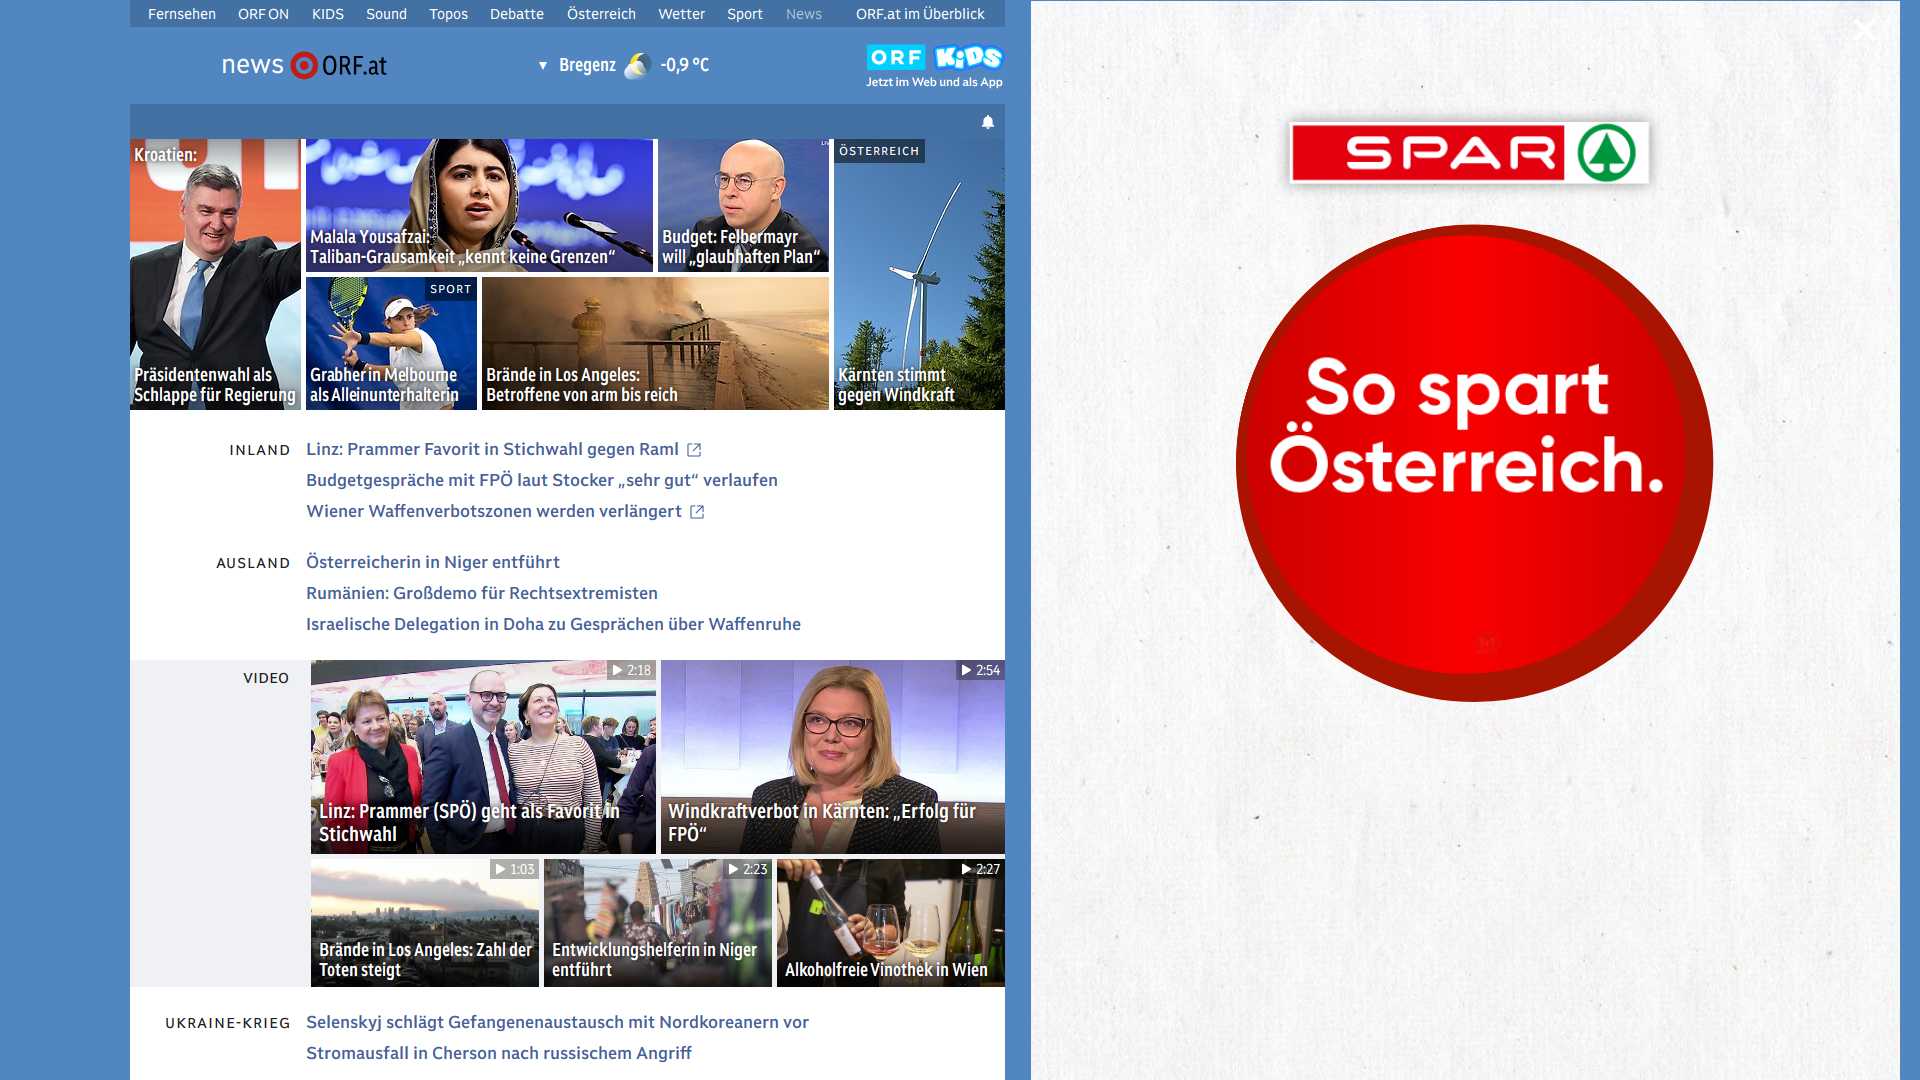 Fernsehen ORF ON KIDS Sound Topos Debatte Österreich Wetter Sport News ORF.at im Überblick
news ORF.at
▼ Bregenz -0,9 °C
ORF KiDS
Jetzt im Web und als App
Kroatien:
Präsidentenwahl als
Schlappe für Regierung
Malala Yousafzai:
Taliban-Grausamkeit „kennt keine Grenzen“
Budget: Felbermayr
will „glaubhaften Plan“
ÖSTERREICH
Kärnten stimmt
gegen Windkraft
SPORT
Grabher in Melbourne
als Alleinunterhalterin
Brände in Los Angeles:
Betroffene von arm bis reich
INLAND
Linz: Prammer Favorit in Stichwahl gegen Raml
Budgetgespräche mit FPÖ laut Stocker „sehr gut“ verlaufen
Wiener Waffenverbotszonen werden verlängert
AUSLAND
Österreicherin in Niger entführt
Rumänien: Großdemo für Rechtsextremisten
Israelische Delegation in Doha zu Gesprächen über Waffenruhe
VIDEO
2:18
Linz: Prammer (SPÖ) geht als Favorit in
Stichwahl
2:54
Windkraftverbot in Kärnten: „Erfolg für
FPÖ“
1:03
Brände in Los Angeles: Zahl der
Toten steigt
2:23
Entwicklungshelferin in Niger
entführt
2:27
Alkoholfreie Vinothek in Wien
UKRAINE-KRIEG
Selenskyj schlägt Gefangenenaustausch mit Nordkoreanern vor
Stromausfall in Cherson nach russischem Angriff
SPAR
So spart
Österreich.